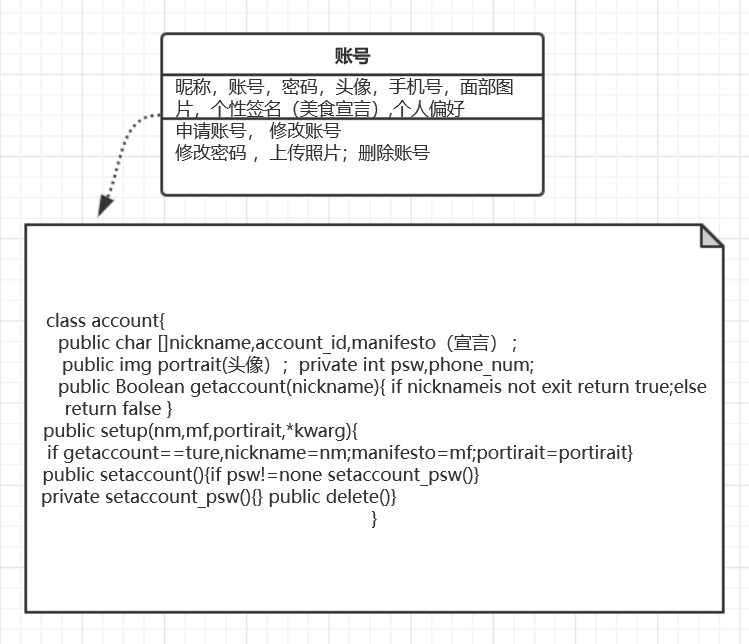 账号
昵称，账号，密码，头像，手机号，面部图
片，个性签名（美食宣言）,个人偏好
申请账号， 修改账号
修改密码 ，上传照片；删除账号
class account{
public char []nickname,account_id,manifesto（宣言）；
public img portrait(头像）；private int psw,phone_num;
public Boolean getaccount(nickname){ if nicknameis not exit return true;else
return false }
public setup(nm,mf,portirait,*kwarg){
if getaccount==ture,nickname=nm;manifesto=mf;portirait=portirait}
public setaccount(){if psw!=none setaccount_psw()}
private setaccount_psw(){} public delete()}
}